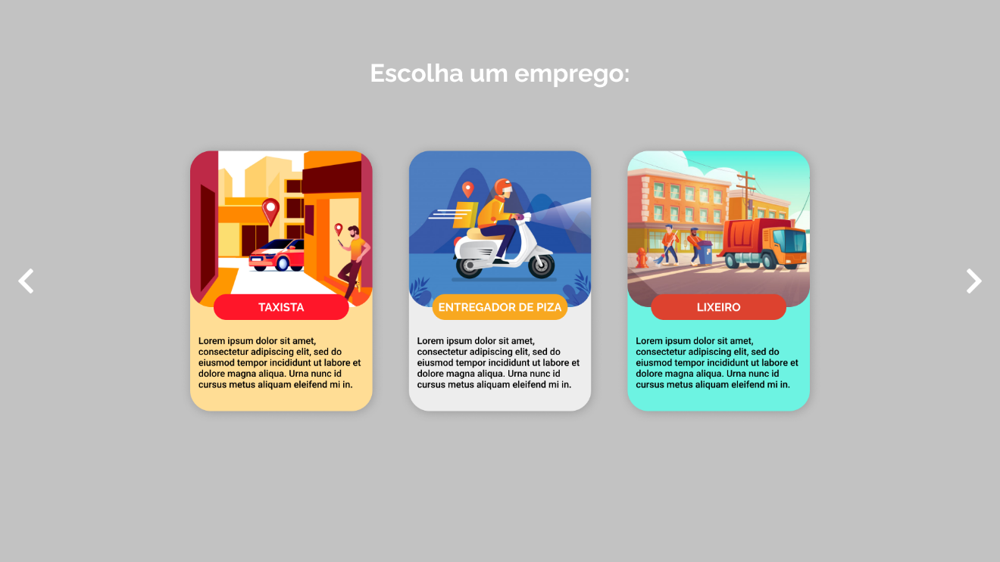 Escolha um emprego:
TAXISTA
Lorem ipsum dolor sit amet,
consectetur adipiscing elit, sed do
eiusmod tempor incididunt ut labore et
dolore magna aliqua. Urna nunc id
cursus metus aliquam eleifend mi in.
ENTREGADOR DE PIZA
Lorem ipsum dolor sit amet,
consectetur adipiscing elit, sed do
eiusmod tempor incididunt ut labore et
dolore magna aliqua. Urna nunc id
cursus metus aliquam eleifend mi in.
LIXEIRO
Lorem ipsum dolor sit amet,
consectetur adipiscing elit, sed do
eiusmod tempor incididunt ut labore et
dolore magna aliqua. Urna nunc id
cursus metus aliquam eleifend mi in.